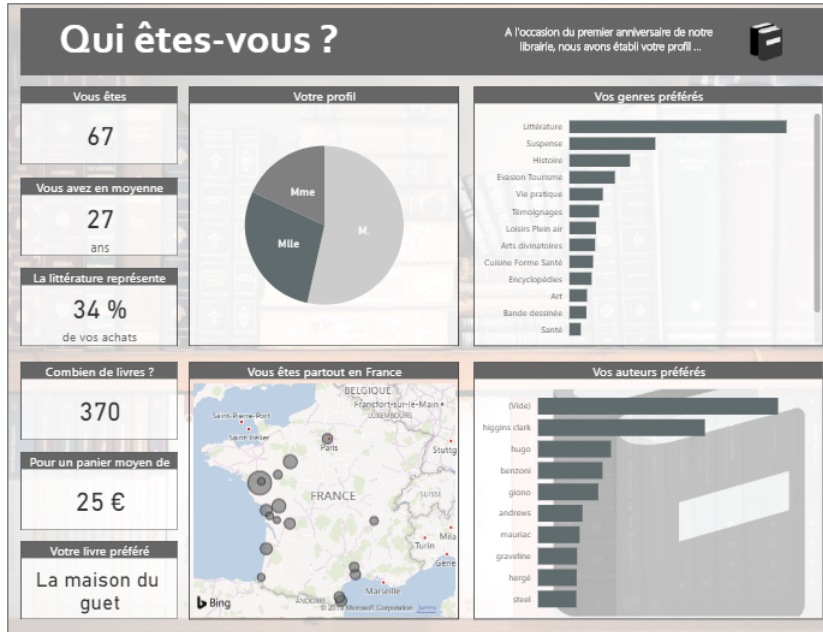 Qui êtes-vous ?
A l'occasion du premier anniversaire de notre
librairie, nous avons établi votre profil ...
Vous êtes
67
Vous avez en moyenne
27
ans
La littérature représente
34 %
de vos achats
Votre profil
Mme
Mlle
M.
Vos genres préférés
Littérature
Suspense
Histoire
Evasion Tourisme
Vie pratique
Temoignages
Loisirs Plein air
Arts divinatoires
Cuisine Forme Santé
Encyclopédies
Art
Bande dessinée
Santé
Combien de livres ?
370
Pour un panier moyen de
25 €
Votre livre préféré
La maison du
guet
Vous êtes partout en France
BELGIQUE
Francfort-sur-le-Main
LUXEMBOURG
Saint-Pierre-Port
Saint-Hélier
Paris
Stuttg
FRANCE
SUISSE
Mila
Turin
Gêne
Marseille
ANDORRE
Bing
Microsoft Corporation
Vos auteurs préférés
(Vide)
higgins clark
hugo
benzoni
giono
andrews
mauriac
graveline
hergé
steel